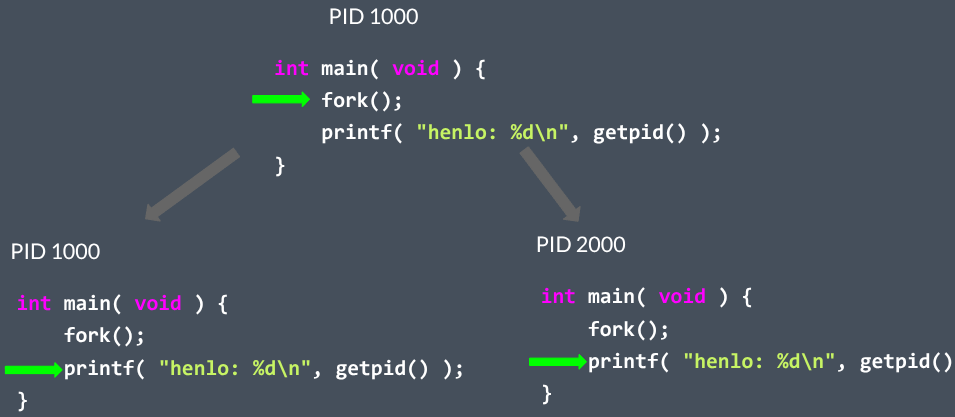 PID 1000
int main( void ) {
fork();
printf( "henlo: %d\n", getpid() );
}
PID 1000
int main( void ) {
fork();
printf( "henlo: %d\n", getpid() );
}
PID 2000
int main( void ) {
fork();
printf( "henlo: %d\n", getpid()
}